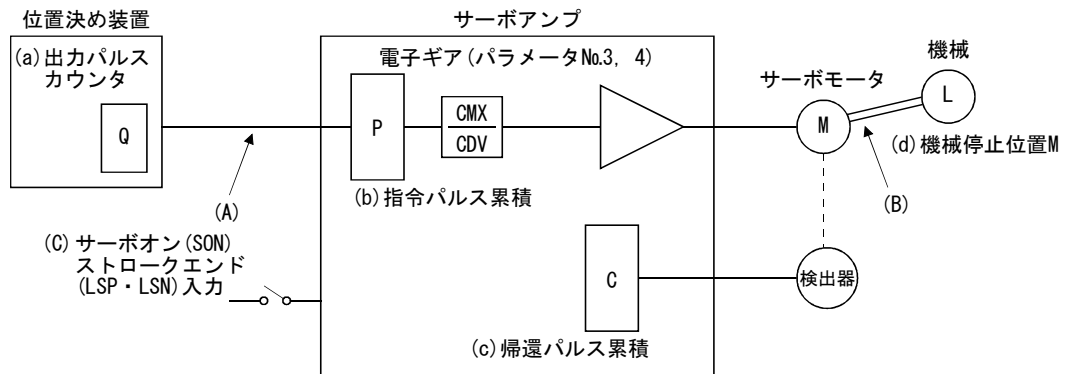 位置決め装置
(a)出力パルス
カウンタ
Q
(A)
(C)サーボオン(SON)
ストロークエンド
(LSP・LSN)入力
サーボアンプ
電子ギア(パラメータ№3, 4)
P
CMX
CDV
(b)指令パルス累積
C
(c)帰還パルス累積
サーボモータ
M
検出器
機械
L
(d)機械停止位置M
(B)